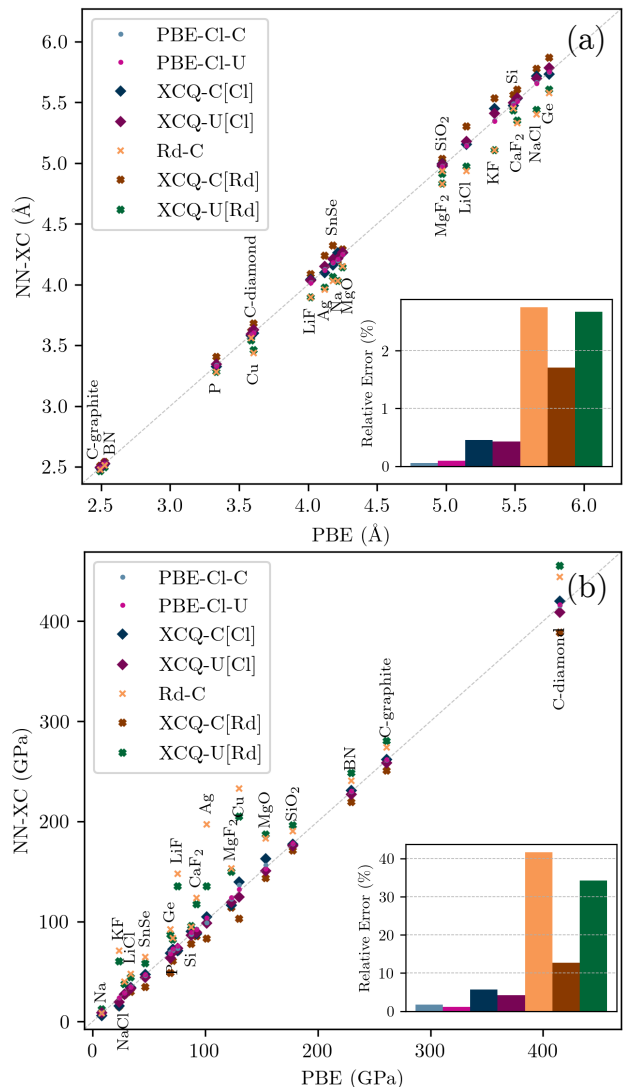 (a)
PBE-Cl-C
PBE-Cl-U
XCQ-C[Cl]
XCQ-U[Cl]
Rd-C
XCQ-C[Rd]
XCQ-U[Rd]
NN-XC (Å)
6.0
5.5
5.0
4.5
4.0
3.5
3.0
2.5
C-graphite
BN
P
C-diamond
Cu
LiF
Ag
SnSe
Na
MgO
SiO2
MgF2
LiCl
KF
Si
CaF2
NaCl
Ge
Relative Error (%)
2
1
0
2.5
3.0
3.5
4.0
4.5
5.0
5.5
6.0
PBE (Å)
(b)
PBE-Cl-C
PBE-Cl-U
XCQ-C[Cl]
XCQ-U[Cl]
Rd-C
XCQ-C[Rd]
XCQ-U[Rd]
NN-XC (GPa)
400
300
200
100
0
Na
KF
NaCl
LiCl
SnSe
Ge
P
LiF
Si
CaF2
Ag
MgF2
Cu
MgO
SiO2
BN
C-graphite
C-diamond
Relative Error (%)
40
30
20
10
0
0
100
200
300
400
PBE (GPa)